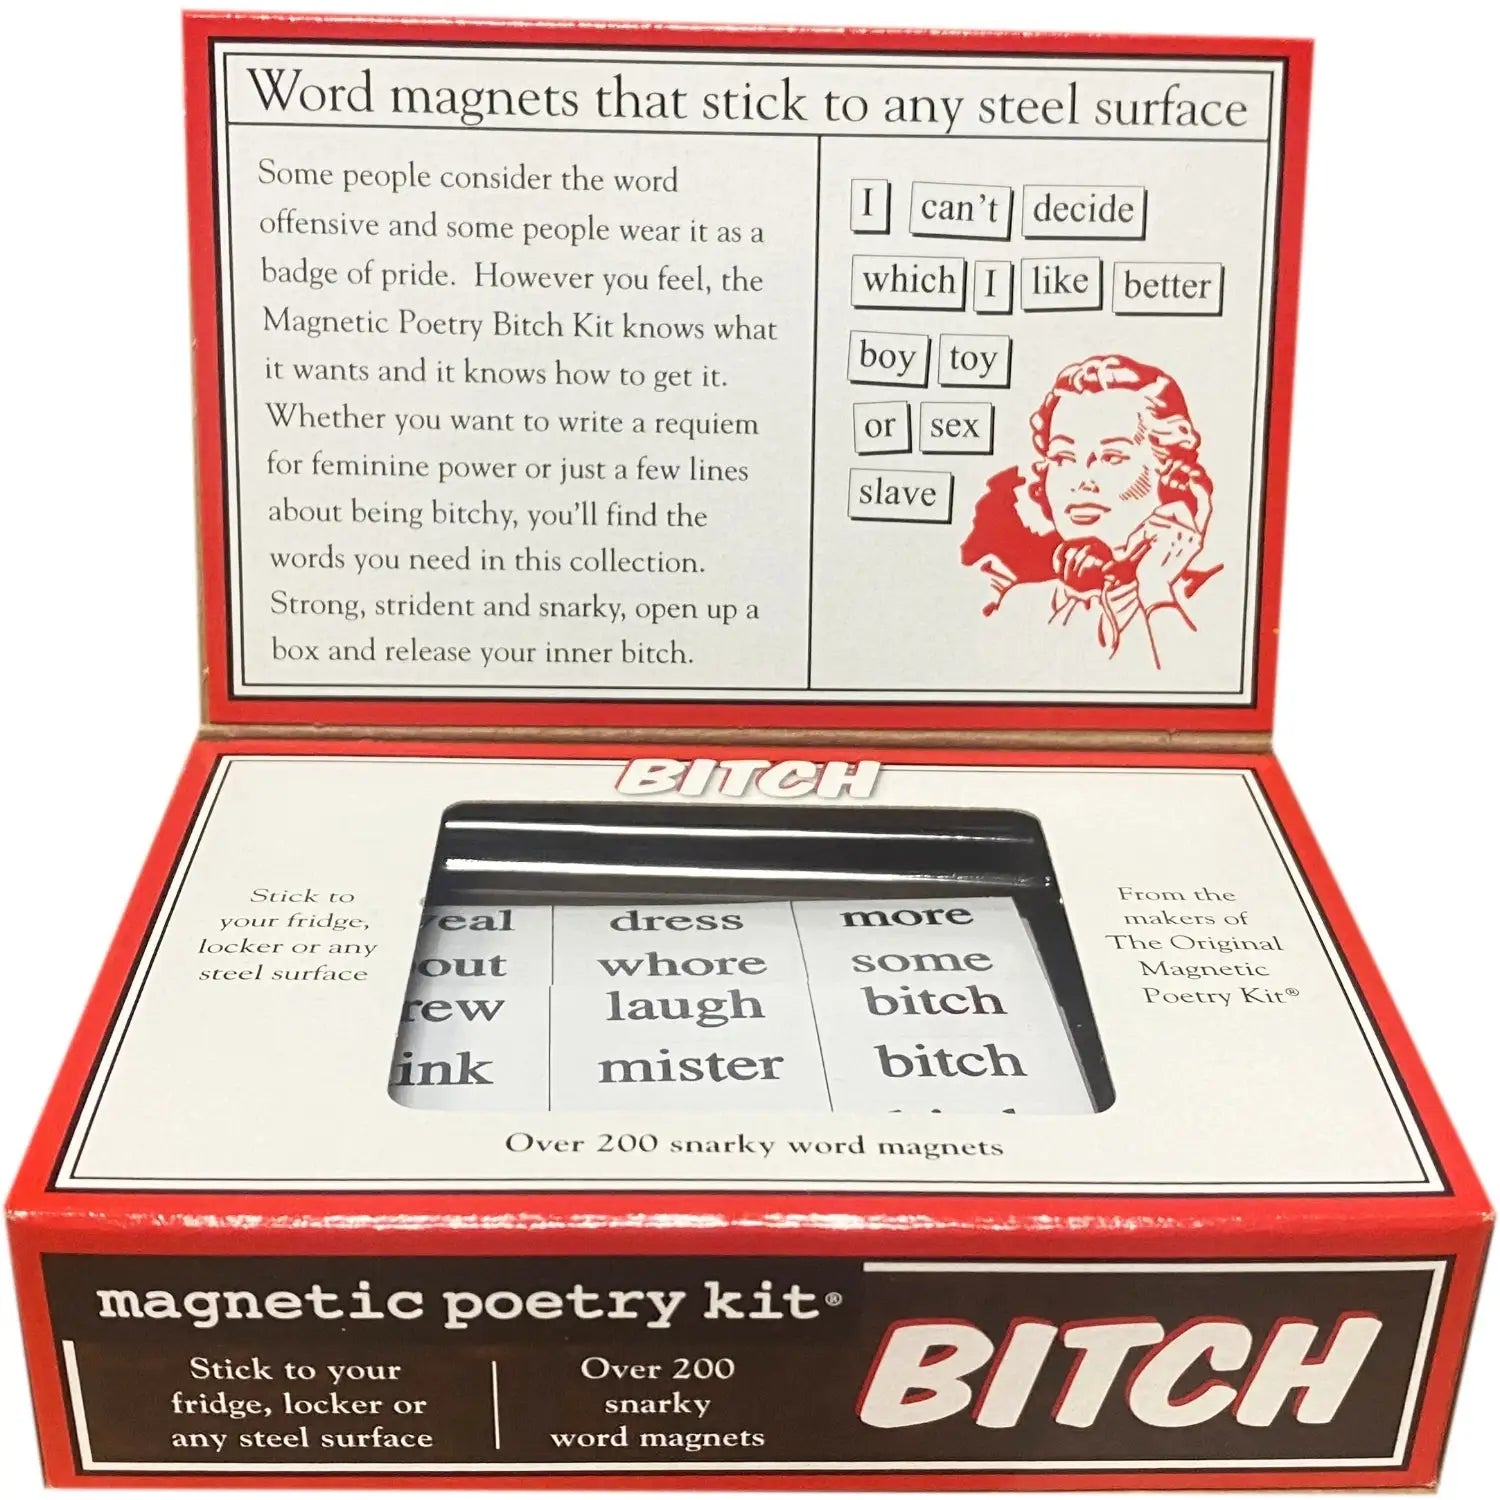 Word magnets that stick to any steel surface
Some people consider the word
offensive and some people wear it as a
badge of pride. However you feel, the
Magnetic Poetry Bitch Kit knows what
it wants and it knows how to get it.
Whether you want to write a requiem
for feminine power or just a few lines
about being bitchy, you'll find the
words you need in this collection.
Strong, strident and snarky, open up a
box and release your inner bitch.
I can't decide
which I like better
boy toy
or sex
slave
BITCH
Stick to
your fridge,
locker or any
steel surface
dress more
whore some
laugh bitch
mister bitch
From the
makers of
The Original
Magnetic
Poetry Kit®
Over 200 snarky word magnets
magnetic poetry kit®
Stick to your
fridge, locker or
any steel surface
Over 200
snarky
word magnets
BITCH